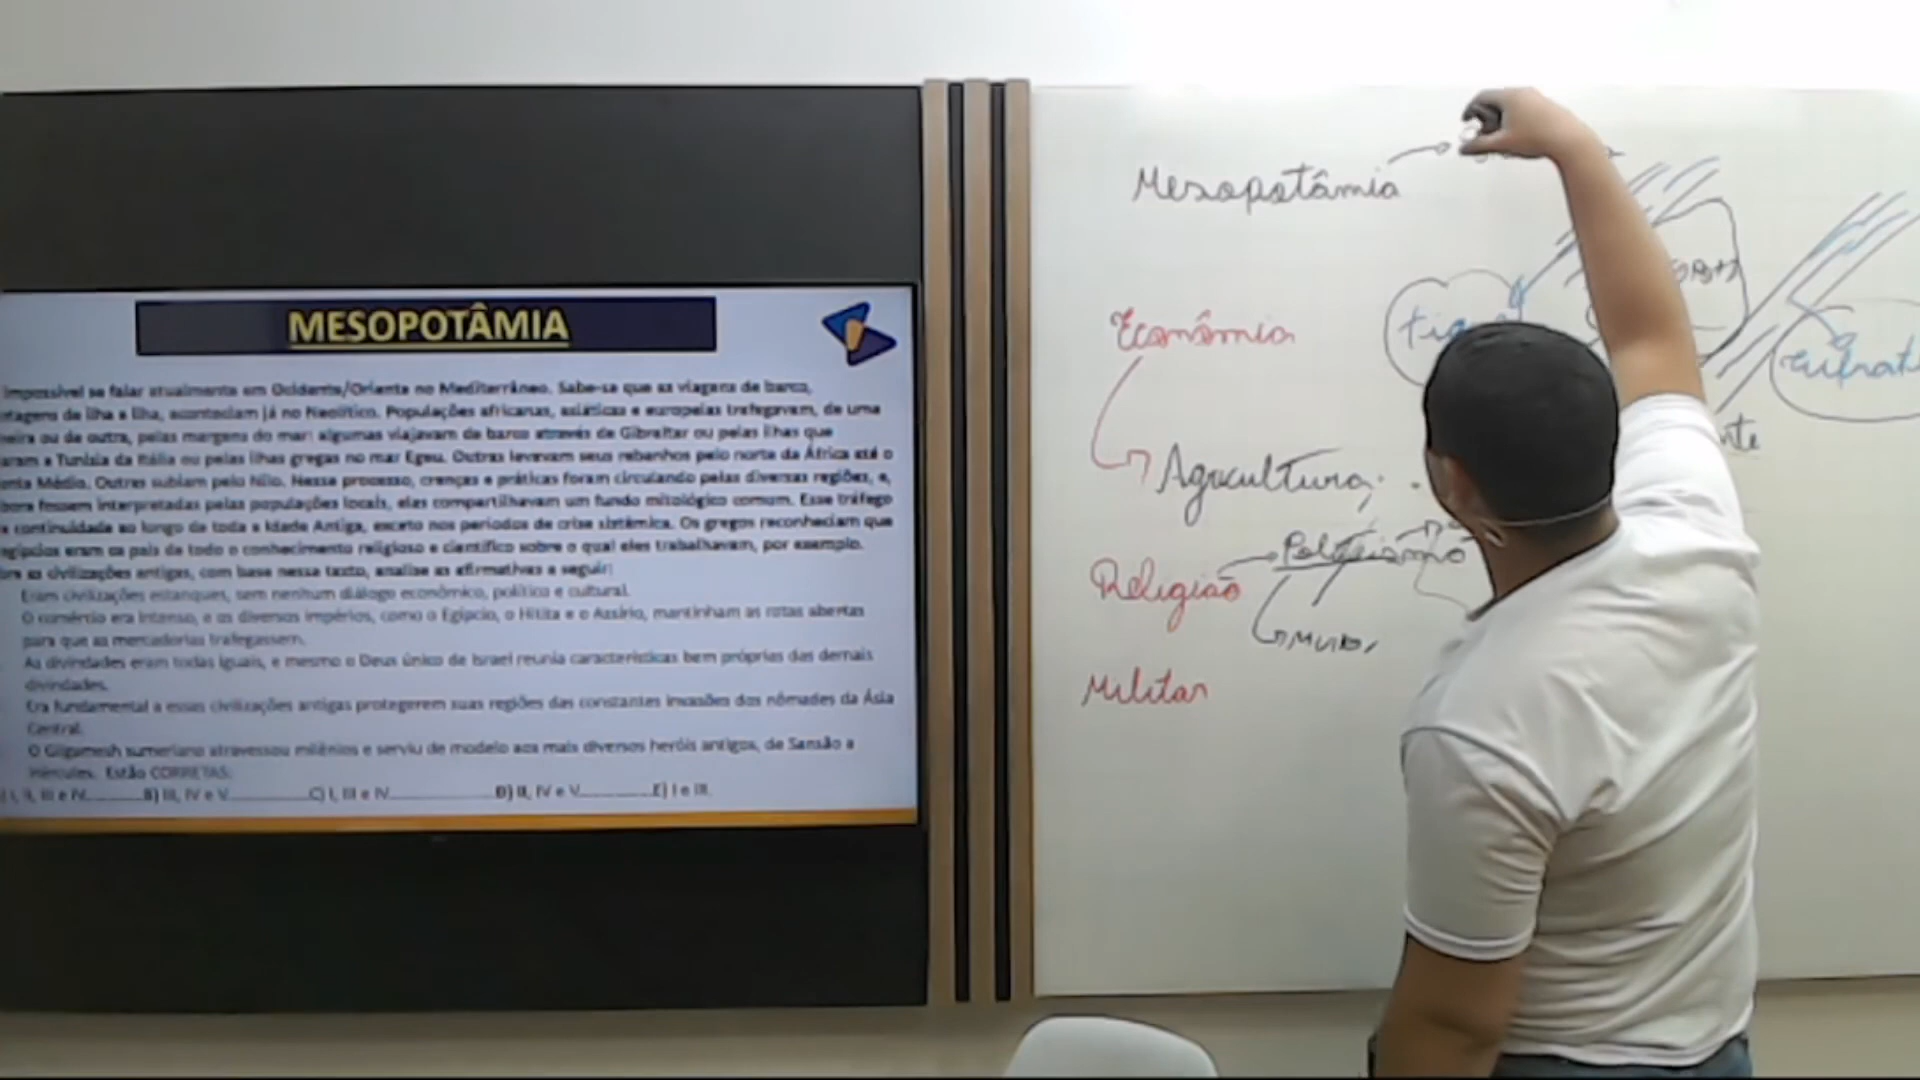 MESOPOTÂMIA
impossível se falar atualmente em Ocidente/Oriente no Mediterrâneo. Sabe-se que as viagens de barco,
de ilha a ilha, aconteciam já no Neolítico. Populações africanas, asiáticas e europeias trafegavam, de uma
ou de outra, pelas margens do mar: algumas viajavam de barco através de Gibraltar ou pelas ilhas que
a Tunísia da Itália ou pelas ilhas gregas no mar Egeu. Outras levavam seus rebanhos pelo norte da África até o
Médio. Outras subiam pelo Nilo. Nesse processo, crenças e práticas foram circulando pelas diversas regiões, e,
fossem interpretadas pelas populações locais, elas compartilhavam um fundo mitológico comum. Esse tráfego
continuidade ao longo de toda a Idade Antiga, exceto nos períodos de crise sistêmica. Os gregos reconheciam que
egípcios eram os pais de todo o conhecimento religioso e científico sobre o qual eles trabalhavam, por exemplo.
as civilizações antigas, com base nesse texto, analise as afirmativas a seguir:
Eram civilizações estanques, sem nenhum diálogo econômico, político e cultural.
O comércio era intenso, e os diversos impérios, como o Egípcio, o Hitita e o Assírio, mantinham as rotas abertas
para que as mercadorias trafegassem.
As divindades eram todas iguais, e mesmo o Deus único de Israel reunia características bem próprias das demais
divindades.
Era fundamental a essas civilizações antigas protegerem suas regiões das constantes invasões dos nômades da Ásia
Central.
O Gilgamesh sumeriano atravessou milênios e serviu de modelo aos mais diversos heróis antigos, de Sansão a
Hércules. Estão CORRETAS:
I, II, III e IV. B) III, IV e V. C) I, III e IV. D) II, IV e V. E) I e III.
Mesopotâmia
Econômia
Agricultura
Religião
Politeísmo
Militar